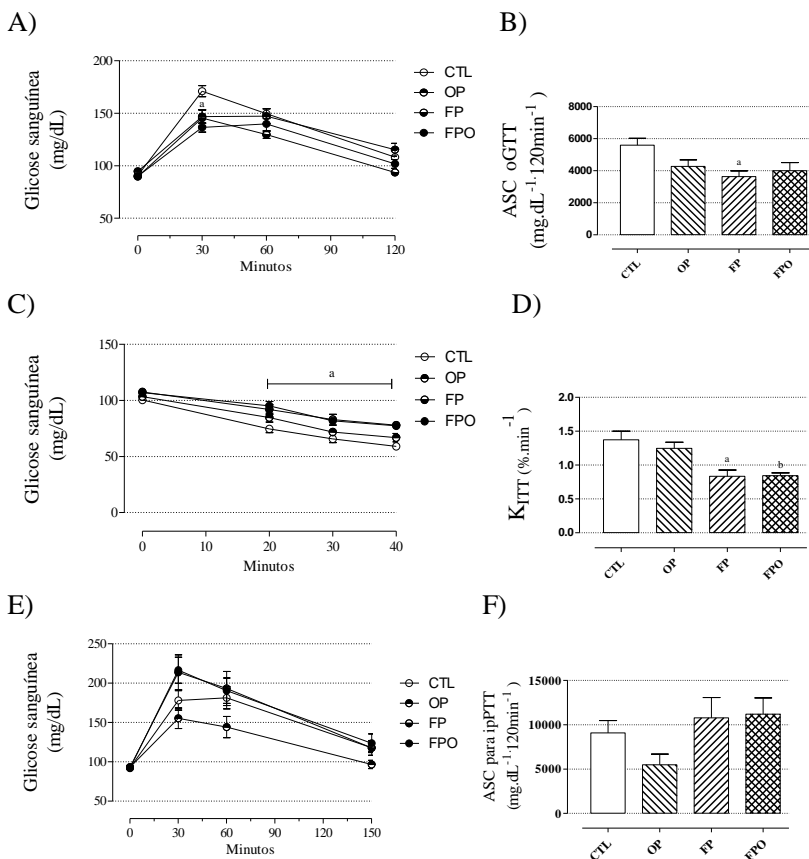 A)
Glicose sanguínea
(mg/dL)
200
150
100
50
a
0
30
60
120
Minutos
CTL
OP
FP
FPO
B)
ASC oGTT
(mg.dL⁻¹·120min⁻¹)
8000
6000
4000
2000
0
a
CTL
OP
FP
FPO
C)
Glicose sanguínea
(mg/dL)
150
100
50
0
a
0
10
20
30
40
Minutos
CTL
OP
FP
FPO
D)
K_ITT (%.min⁻¹)
2.0
1.5
1.0
0.5
0.0
a
b
CTL
OP
FP
FPO
E)
Glicose sanguínea
(mg/dL)
250
200
150
100
50
0
30
60
90
120
150
Minutos
CTL
OP
FP
FPO
F)
ASC para ipPTT
(mg.dL⁻¹·120min⁻¹)
15000
10000
5000
0
CTL
OP
FP
FPO